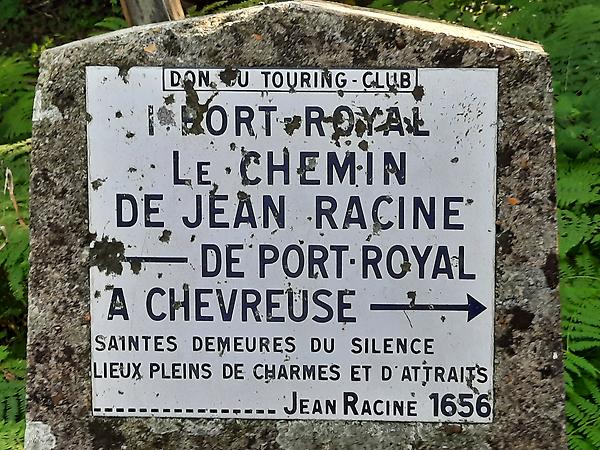 DON DU TOURING-CLUB
1 PORT-ROYAL
LE CHEMIN
DE JEAN RACINE
DE PORT-ROYAL
A CHEVREUSE
SAINTES DEMEURES DU SILENCE
LIEUX PLEINS DE CHARMES ET D'ATTRAITS
JEAN RACINE 1656